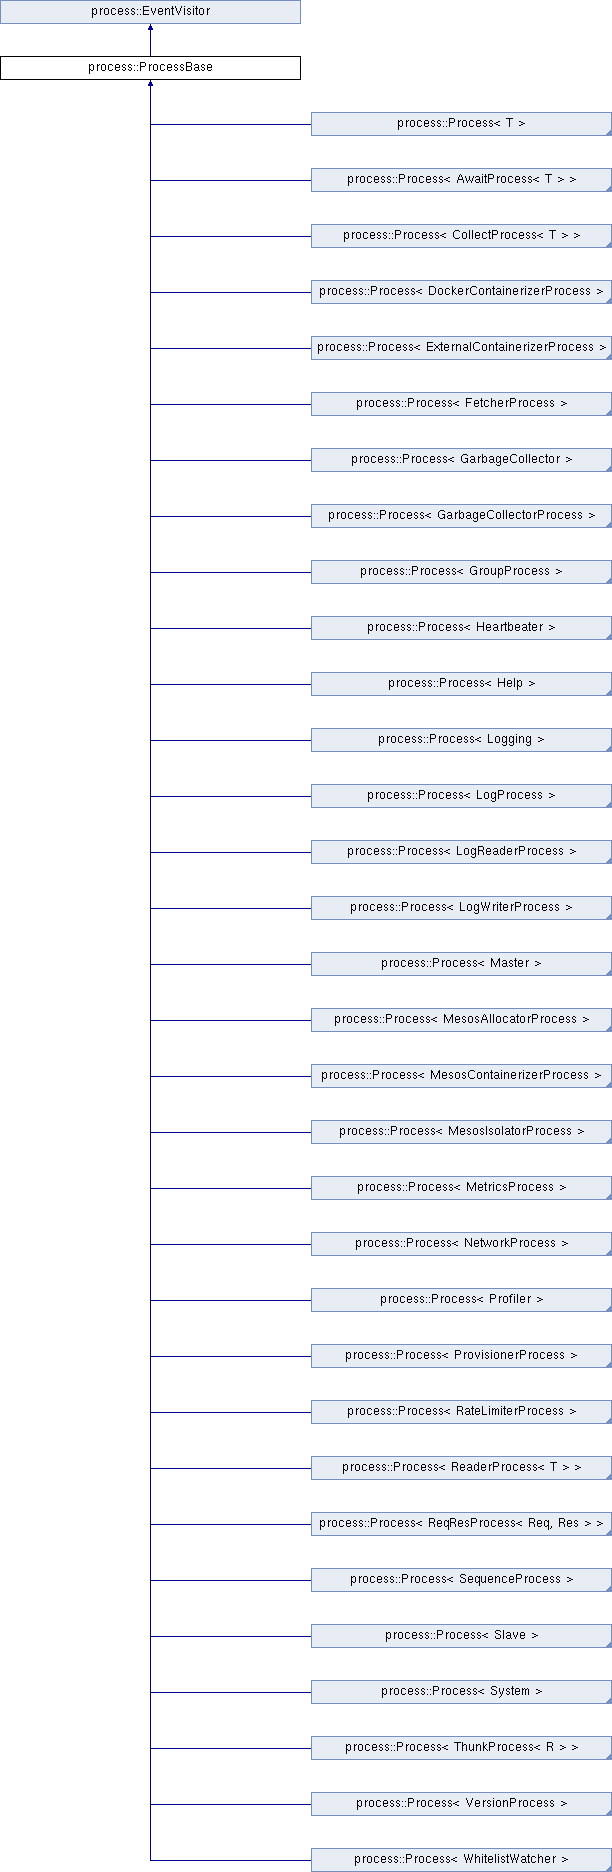 process::EventVisitor
process::ProcessBase
process::Process< T >
process::Process< AwaitProcess< T > >
process::Process< CollectProcess< T > >
process::Process< DockerContainerizerProcess >
process::Process< ExternalContainerizerProcess >
process::Process< FetcherProcess >
process::Process< GarbageCollector >
process::Process< GarbageCollectorProcess >
process::Process< GroupProcess >
process::Process< Heartbeater >
process::Process< Help >
process::Process< Logging >
process::Process< LogProcess >
process::Process< LogReaderProcess >
process::Process< LogWriterProcess >
process::Process< Master >
process::Process< MesosAllocatorProcess >
process::Process< MesosContainerizerProcess >
process::Process< MesosIsolatorProcess >
process::Process< MetricsProcess >
process::Process< NetworkProcess >
process::Process< Profiler >
process::Process< ProvisionerProcess >
process::Process< RateLimiterProcess >
process::Process< ReaderProcess< T > >
process::Process< ReqResProcess< Req, Res > >
process::Process< SequenceProcess >
process::Process< Slave >
process::Process< System >
process::Process< ThunkProcess< R > >
process::Process< VersionProcess >
process::Process< WhitelistWatcher >